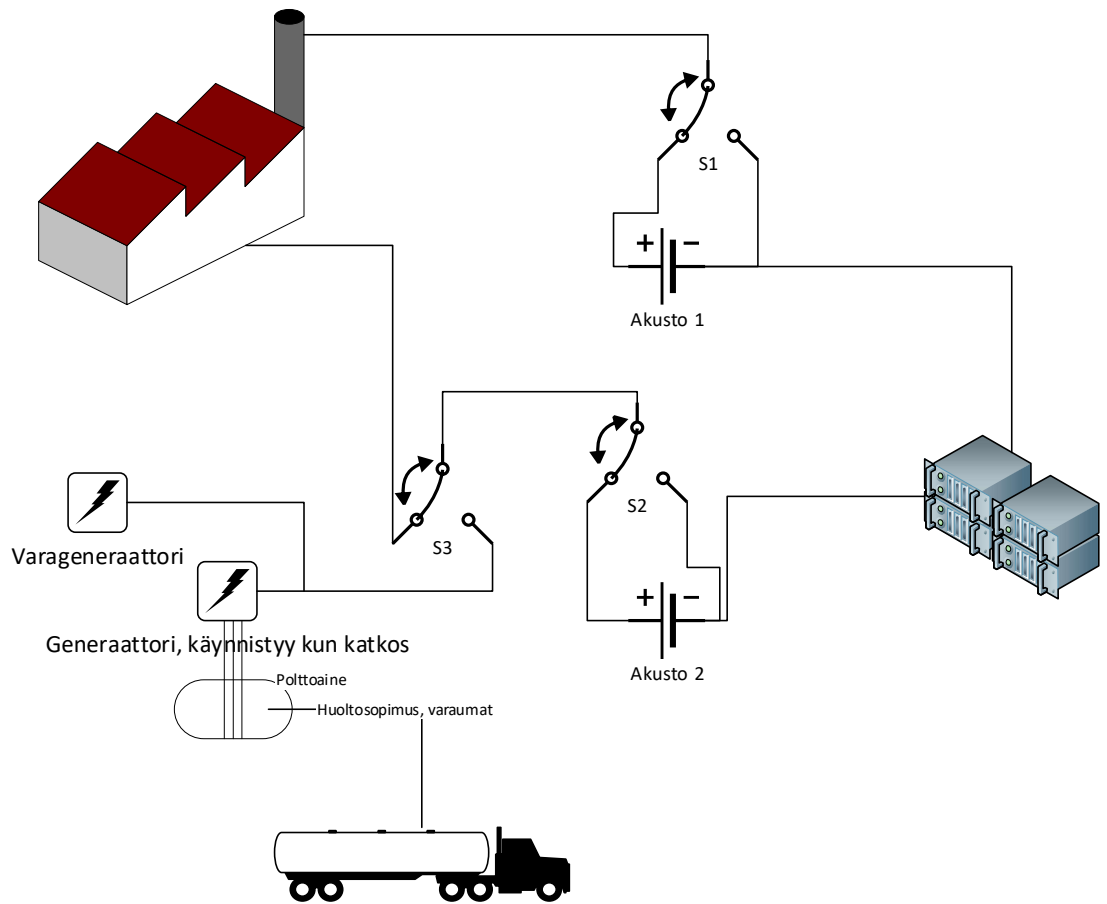 S1
+ −
Akusto 1
S2
S3
Varageneraattori
+ −
Generaattori, käynnistyy kun katkos
Akusto 2
Polttoaine
Huoltosopimus, varaumat